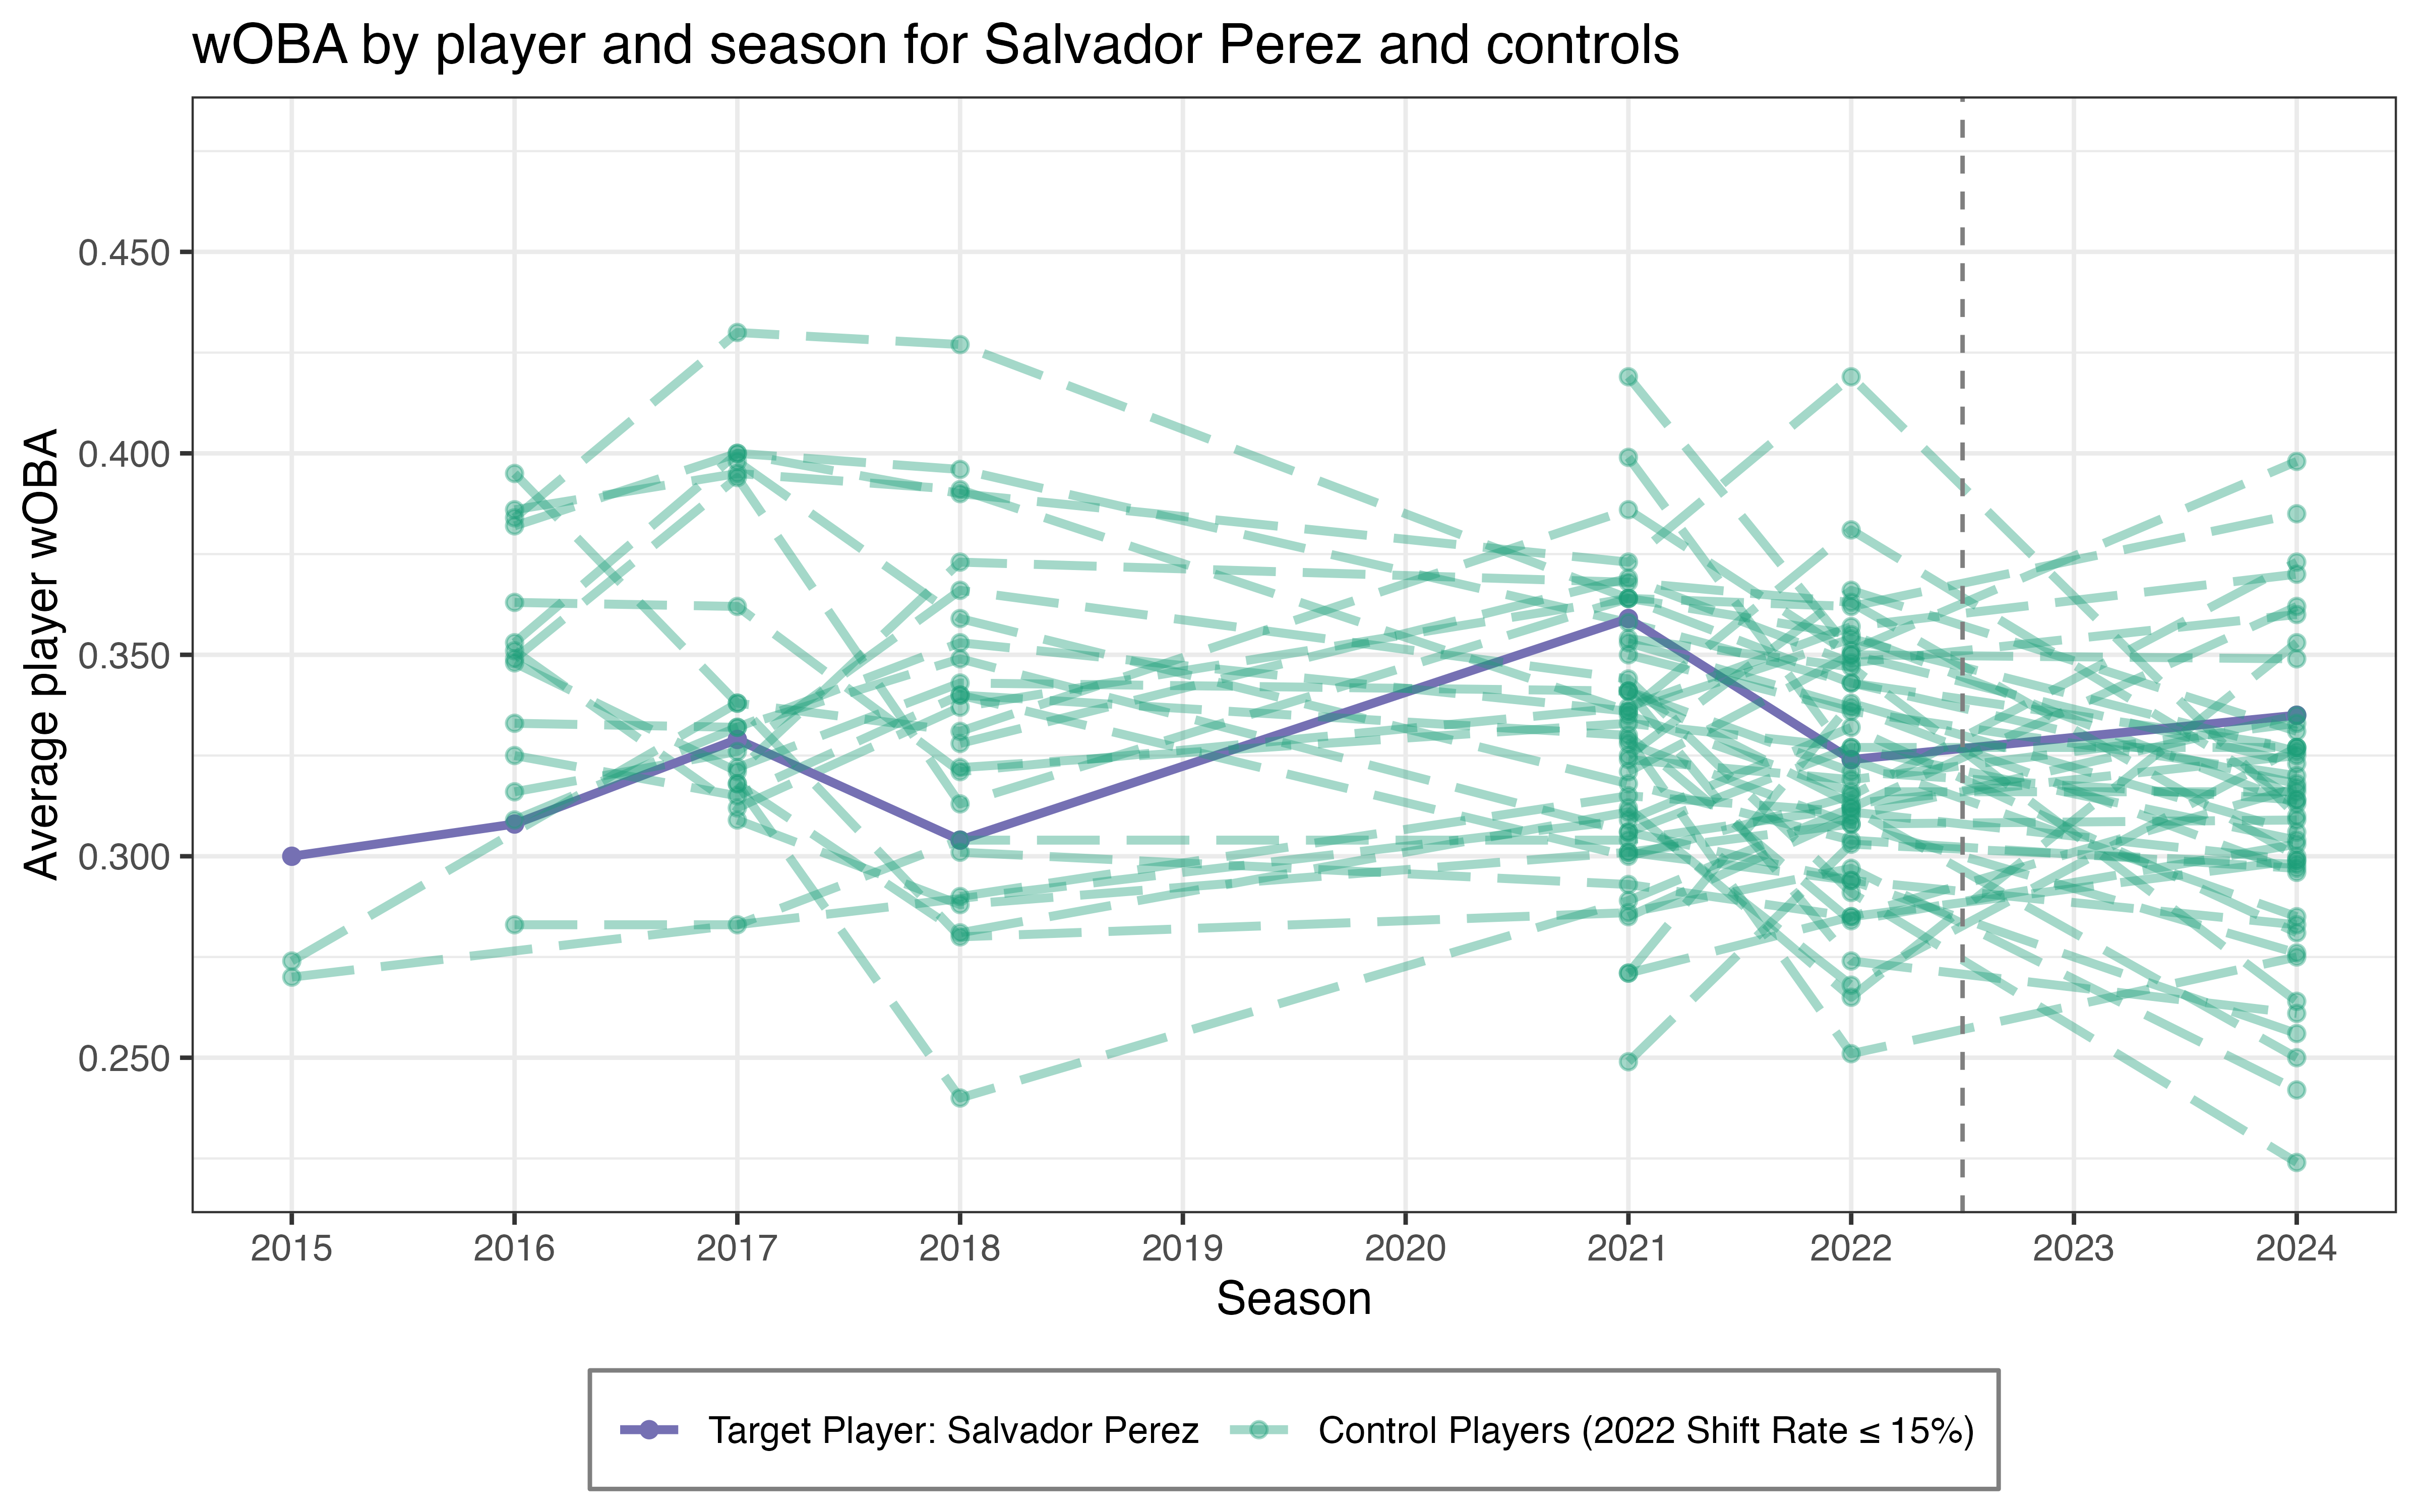 wOBA by player and season for Salvador Perez and controls
Average player wOBA
0.450
0.400
0.350
0.300
0.250
2015 2016 2017 2018 2019 2020 2021 2022 2023 2024
Season
Target Player: Salvador Perez Control Players (2022 Shift Rate ≤ 15%)